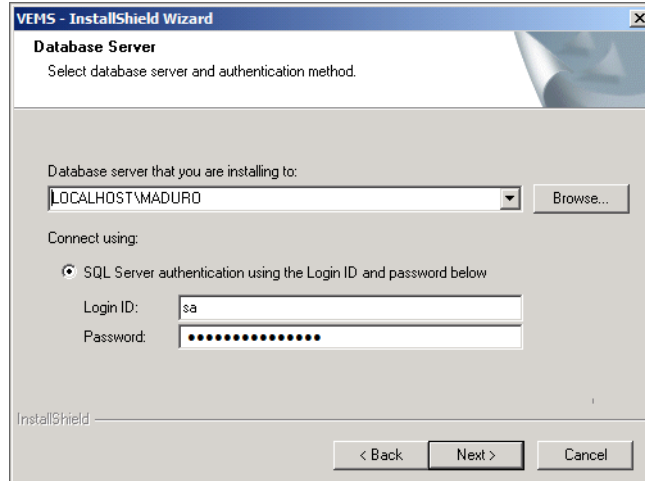 VEMS - InstallShield Wizard
Database Server
Select database server and authentication method.
Database server that you are installing to:
LOCALHOST\MADURO
Browse...
Connect using:
SQL Server authentication using the Login ID and password below
Login ID:
sa
Password:
•••••••••••••••
InstallShield
< Back
Next >
Cancel